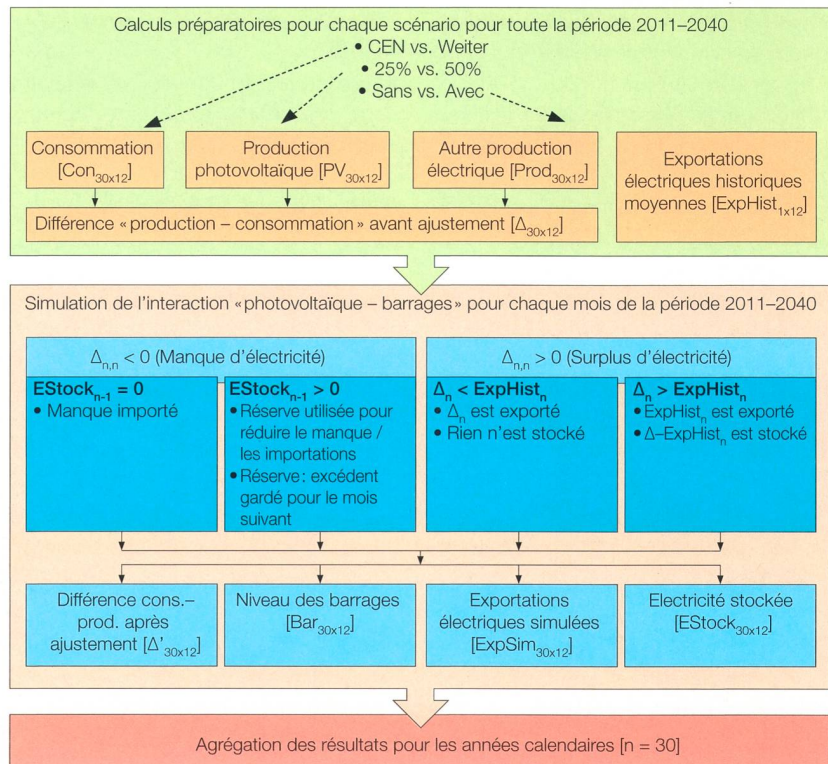 Calculs préparatoires pour chaque scénario pour toute la période 2011–2040
• CEN vs. Weiter
• 25% vs. 50%
• Sans vs. Avec
Consommation
[Con30x12]
Production
photovoltaïque [PV30x12]
Autre production
électrique [Prod30x12]
Exportations
électriques historiques
moyennes [ExpHist1x12]
Différence «production – consommation» avant ajustement [Δ30x12]
Simulation de l'interaction «photovoltaïque – barrages» pour chaque mois de la période 2011–2040
Δn,n < 0 (Manque d'électricité)
Δn,n > 0 (Surplus d'électricité)
EStockn-1 = 0
• Manque importé
EStockn-1 > 0
• Réserve utilisée pour
réduire le manque /
les importations
• Réserve: excédent
gardé pour le mois
suivant
Δn < ExpHistn
• Δn est exporté
• Rien n'est stocké
Δn > ExpHistn
• ExpHistn est exporté
• Δ–ExpHistn est stocké
Différence cons.–
prod. après
ajustement [Δ'30x12]
Niveau des barrages
[Bar30x12]
Exportations
électriques simulées
[ExpSim30x12]
Electricité stockée
[EStock30x12]
Agrégation des résultats pour les années calendaires [n = 30]